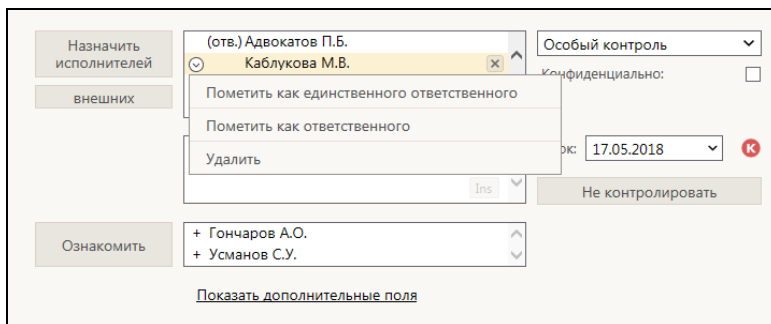 Назначить
исполнителей
(отв.) Адвокатов П.Б.
Каблукова М.В.
Особый контроль
Конфиденциально:
внешних
Пометить как единственного ответственного
Пометить как ответственного
Удалить
17.05.2018
К
Ins
Не контролировать
Ознакомить
+ Гончаров А.О.
+ Усманов С.У.
Показать дополнительные поля